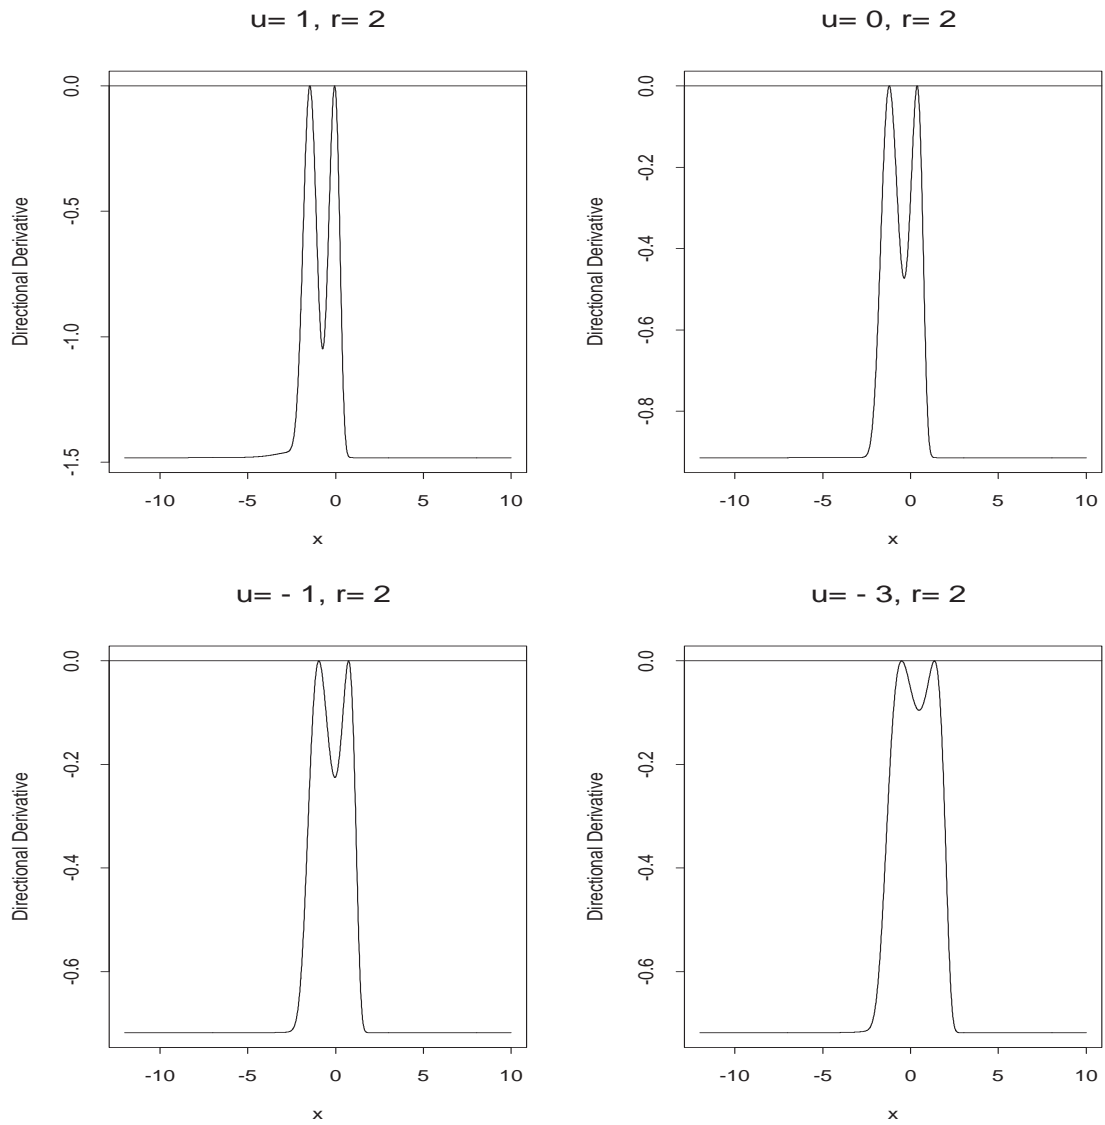 u= 1, r= 2
u= 0, r= 2
Directional Derivative
0.0
-0.5
-1.0
-1.5
-10 -5 0 5 10
x
Directional Derivative
0.0
-0.2
-0.4
-0.6
-0.8
-10 -5 0 5 10
x
u= - 1, r= 2
u= - 3, r= 2
Directional Derivative
0.0
-0.2
-0.4
-0.6
-10 -5 0 5 10
x
Directional Derivative
0.0
-0.2
-0.4
-0.6
-10 -5 0 5 10
x